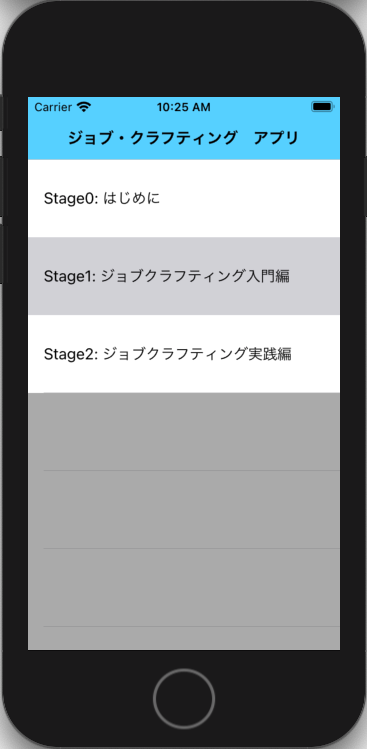 Carrier 10:25 AM
ジョブ・クラフティング　アプリ
Stage0: はじめに
Stage1: ジョブクラフティング入門編
Stage2: ジョブクラフティング実践編